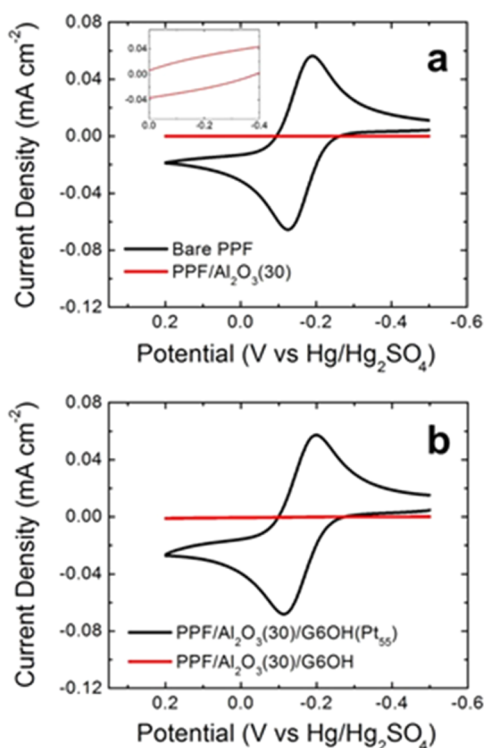 0.08
0.04
0.00
-0.04
-0.08
-0.12
Current Density (mA cm⁻²)
0.04
0.00
-0.04
0.0
-0.2
-0.4
a
Bare PPF
PPF/Al₂O₃(30)
0.2
0.0
-0.2
-0.4
-0.6
Potential (V vs Hg/Hg₂SO₄)
0.08
0.04
0.00
-0.04
-0.08
-0.12
Current Density (mA cm⁻²)
b
PPF/Al₂O₃(30)/G6OH(Pt₅₅)
PPF/Al₂O₃(30)/G6OH
0.2
0.0
-0.2
-0.4
-0.6
Potential (V vs Hg/Hg₂SO₄)